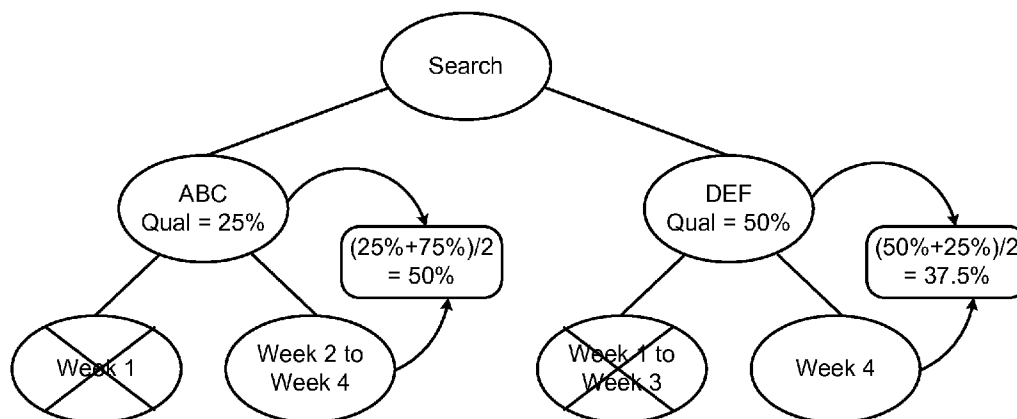 Search
ABC
Qual = 25%
DEF
Qual = 50%
(25%+75%)/2
= 50%
(50%+25%)/2
= 37.5%
Week 1
Week 2 to
Week 4
Week 1 to
Week 3
Week 4